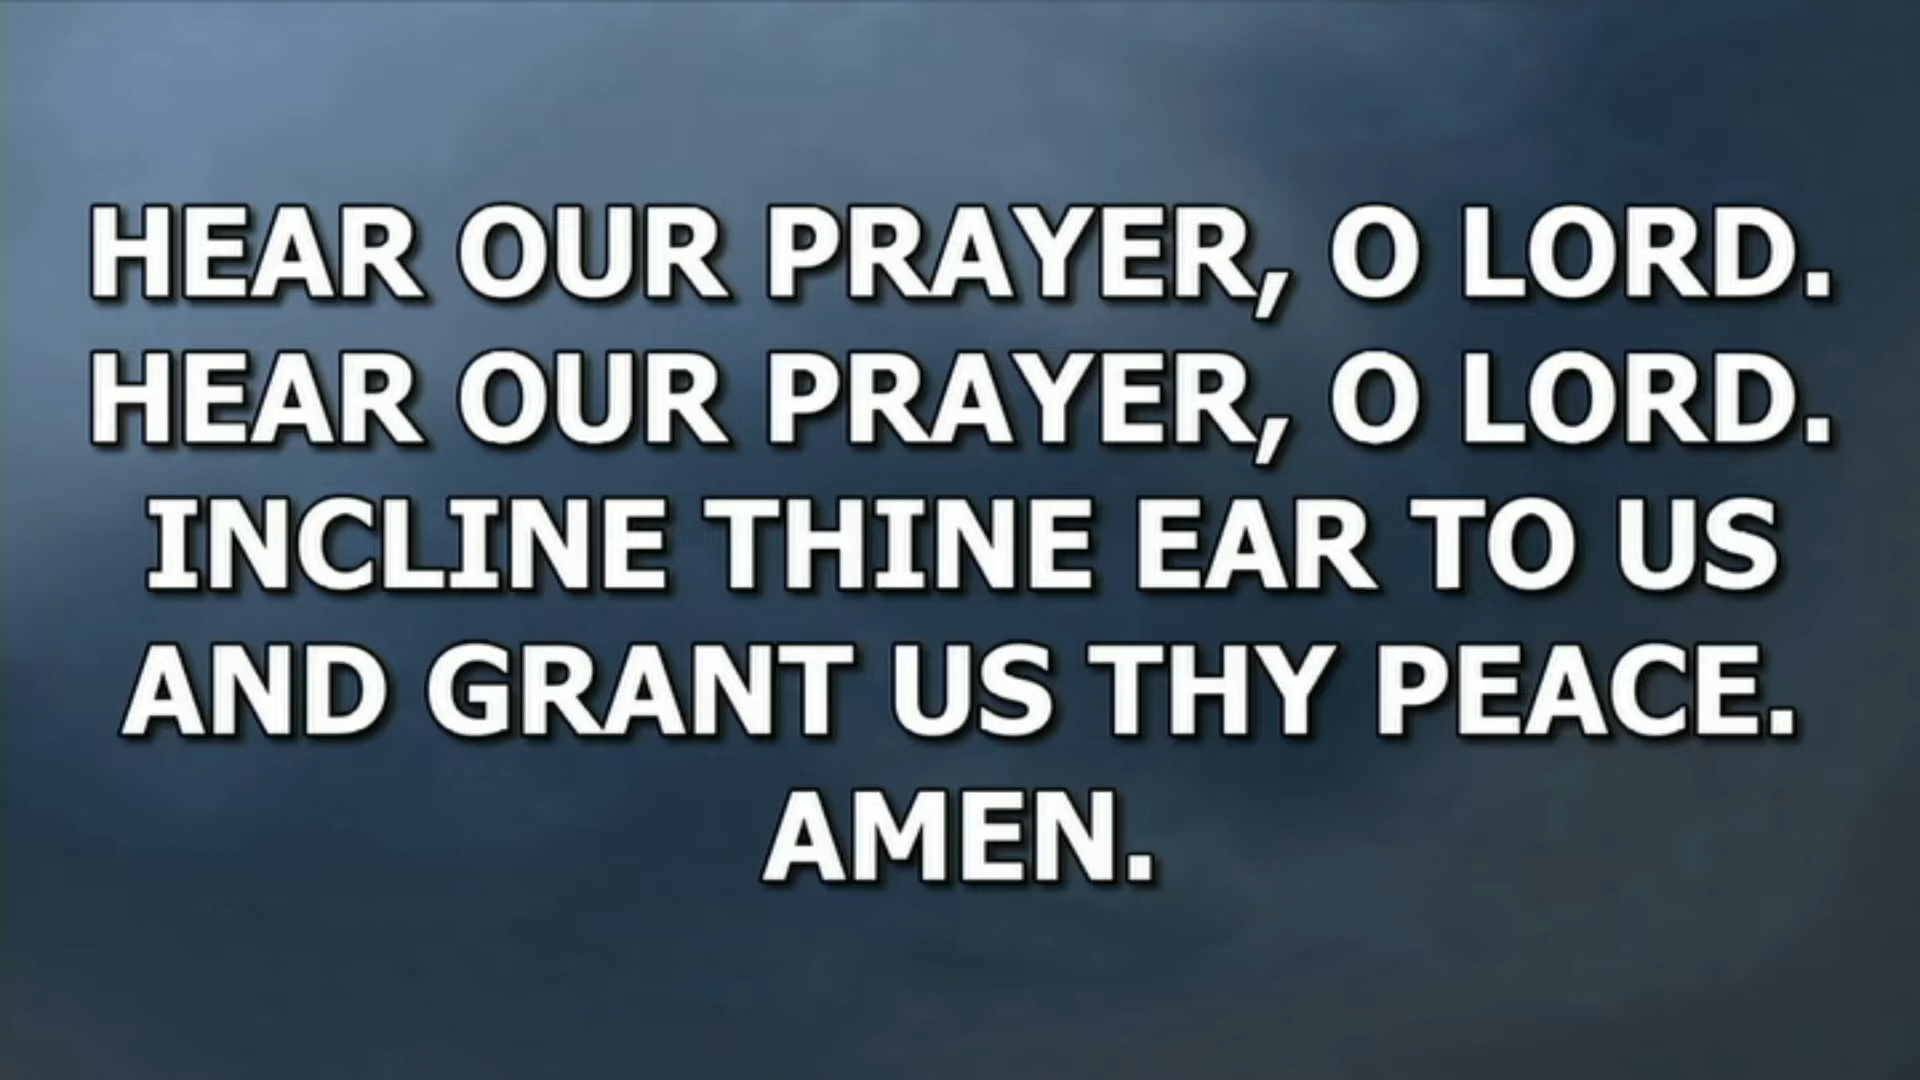 HEAR OUR PRAYER, O LORD.
HEAR OUR PRAYER, O LORD.
INCLINE THINE EAR TO US
AND GRANT US THY PEACE.
AMEN.